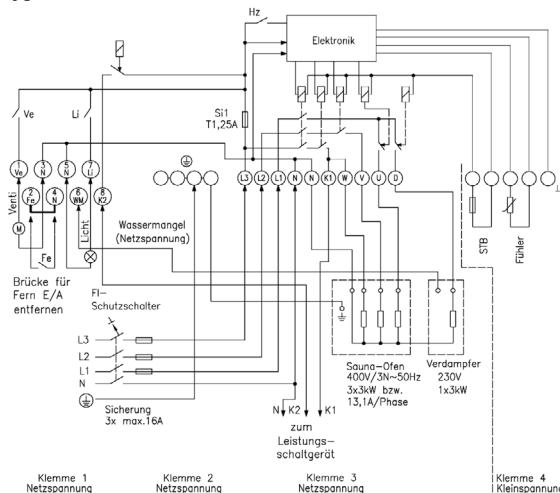 Hz
Elektronik
Ve
Li
Si1
T1,25A
1
Ve
3
N
5
N
7
Li
2
Fe
4
N
6
WM
8
K2
L3
L2
L1
N
N
K1
W
V
U
D
Venti
M
Licht
Fe
Wassermangel
(Netzspannung)
Brücke für
Fern E/A
entfernen
FI-
Schutzschalter
L3
L2
L1
N
Sicherung
3x max.16A
N
K2
K1
zum
Leistungs-
schaltgerät
Sauna-Ofen
400V/3N~50Hz
3x3kW bzw.
13,1A/Phase
Verdampfer
230V
1x3kW
STB
Fühler
Klemme 1
Netzspannung
Klemme 2
Netzspannung
Klemme 3
Netzspannung
Klemme 4
Kleinspannung